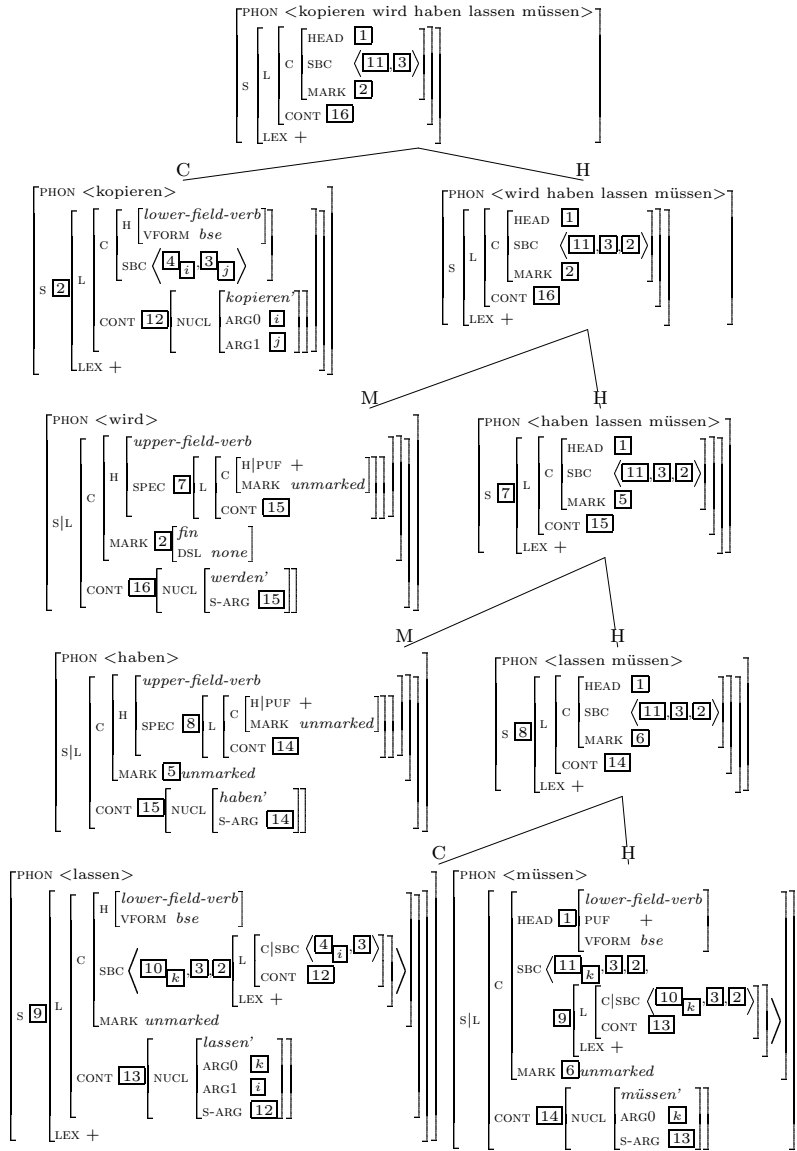 PHON <kopieren wird haben lassen müssen>
HEAD 1
S L C SBC ⟨11,3⟩
MARK 2
CONT 16
LEX +
C H
PHON <kopieren>
H lower-field-verb
VFORM bse
C
SBC ⟨4 i,3 j⟩
S 2 L
kopieren'
CONT 12 NUCL ARG0 i
ARG1 j
LEX +
PHON <wird haben lassen müssen>
HEAD 1
C SBC ⟨11,3,2⟩
S L MARK 2
CONT 16
LEX +
M H
PHON <wird>
upper-field-verb
H
SPEC 7 L C H|PUF +
MARK unmarked
CONT 15
C
S|L MARK 2 fin
DSL none
CONT 16 NUCL werden'
S-ARG 15
PHON <haben lassen müssen>
HEAD 1
C SBC ⟨11,3,2⟩
S 7 L MARK 5
CONT 15
LEX +
M H
PHON <haben>
upper-field-verb
H
SPEC 8 L C H|PUF +
MARK unmarked
CONT 14
C
S|L MARK 5 unmarked
CONT 15 NUCL haben'
S-ARG 14
PHON <lassen müssen>
HEAD 1
C SBC ⟨11,3,2⟩
S 8 L MARK 6
CONT 14
LEX +
C H
PHON <lassen>
H lower-field-verb
VFORM bse
C
SBC ⟨10 k,3,2 L C|SBC ⟨4 i,3⟩
CONT 12
LEX + ⟩
S 9 L MARK unmarked
lassen'
CONT 13 NUCL ARG0 k
ARG1 i
S-ARG 12
LEX +
PHON <müssen>
lower-field-verb
HEAD 1 PUF +
VFORM bse
SBC ⟨11 k,3,2,
C
9 L C|SBC ⟨10 k,3,2⟩
CONT 13
LEX + ⟩
S|L MARK 6 unmarked
müssen'
CONT 14 NUCL ARG0 k
S-ARG 13